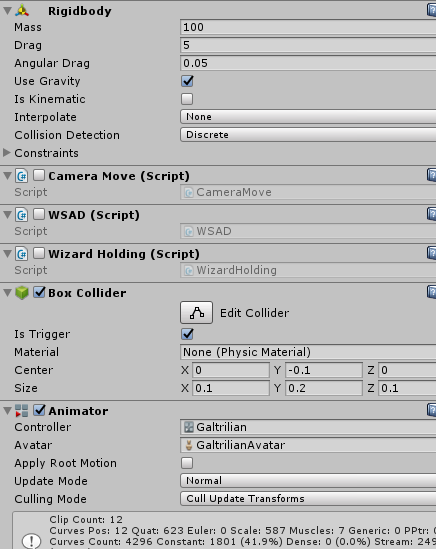 Rigidbody
Mass 100
Drag 5
Angular Drag 0.05
Use Gravity
Is Kinematic
Interpolate None
Collision Detection Discrete
Constraints
Camera Move (Script)
Script CameraMove
WSAD (Script)
Script WSAD
Wizard Holding (Script)
Script WizardHolding
Box Collider
Edit Collider
Is Trigger
Material None (Physic Material)
Center X 0 Y -0.1 Z 0
Size X 0.1 Y 0.2 Z 0.1
Animator
Controller Galtrilian
Avatar GaltrilianAvatar
Apply Root Motion
Update Mode Normal
Culling Mode Cull Update Transforms
Clip Count: 12
Curves Pos: 12 Quat: 623 Euler: 0 Scale: 587 Muscles: 7 Generic: 0 PPtr:
Curves Count: 4296 Constant: 1801 (41.9%) Dense: 0 (0.0%) Stream: 249